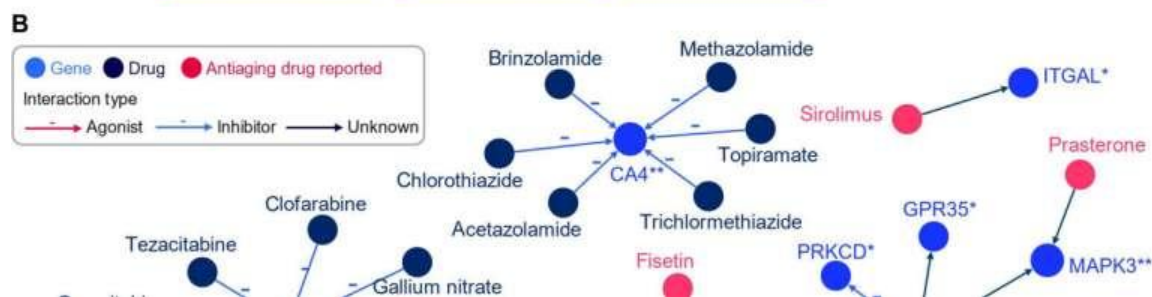 B
Gene Drug Antiaging drug reported
Interaction type
Agonist Inhibitor Unknown
Brinzolamide
Methazolamide
ITGAL*
Sirolimus
Topiramate
Prasterone
CA4**
Chlorothiazide
Clofarabine
Acetazolamide
Trichlormethiazide
GPR35*
Tezacitabine
PRKCD*
Fisetin
MAPK3**
Gallium nitrate